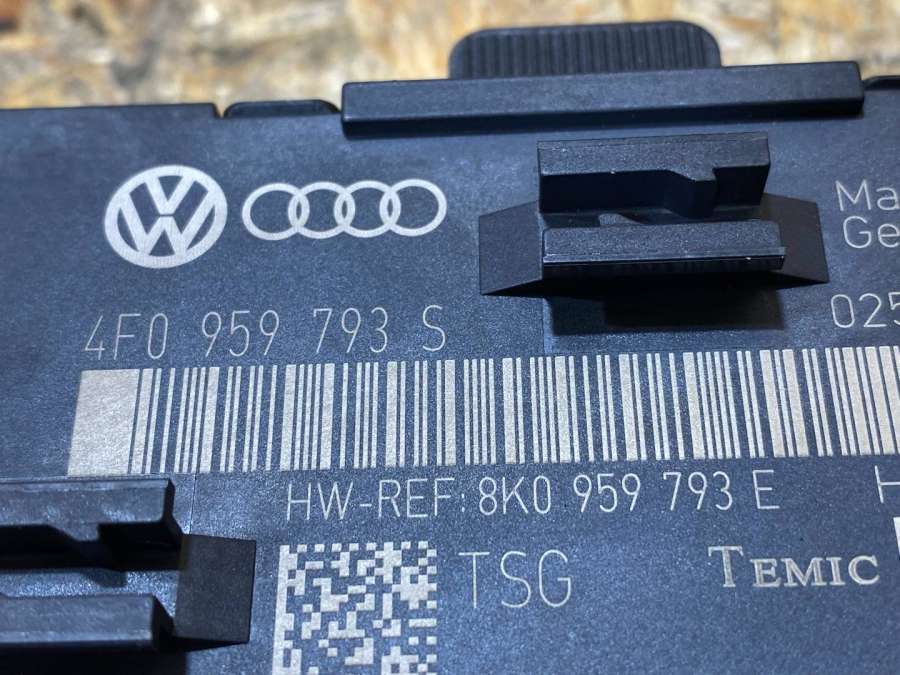 4F0 959 793 S
HW-REF: 8K0 959 793 E
TSG
TEMIC